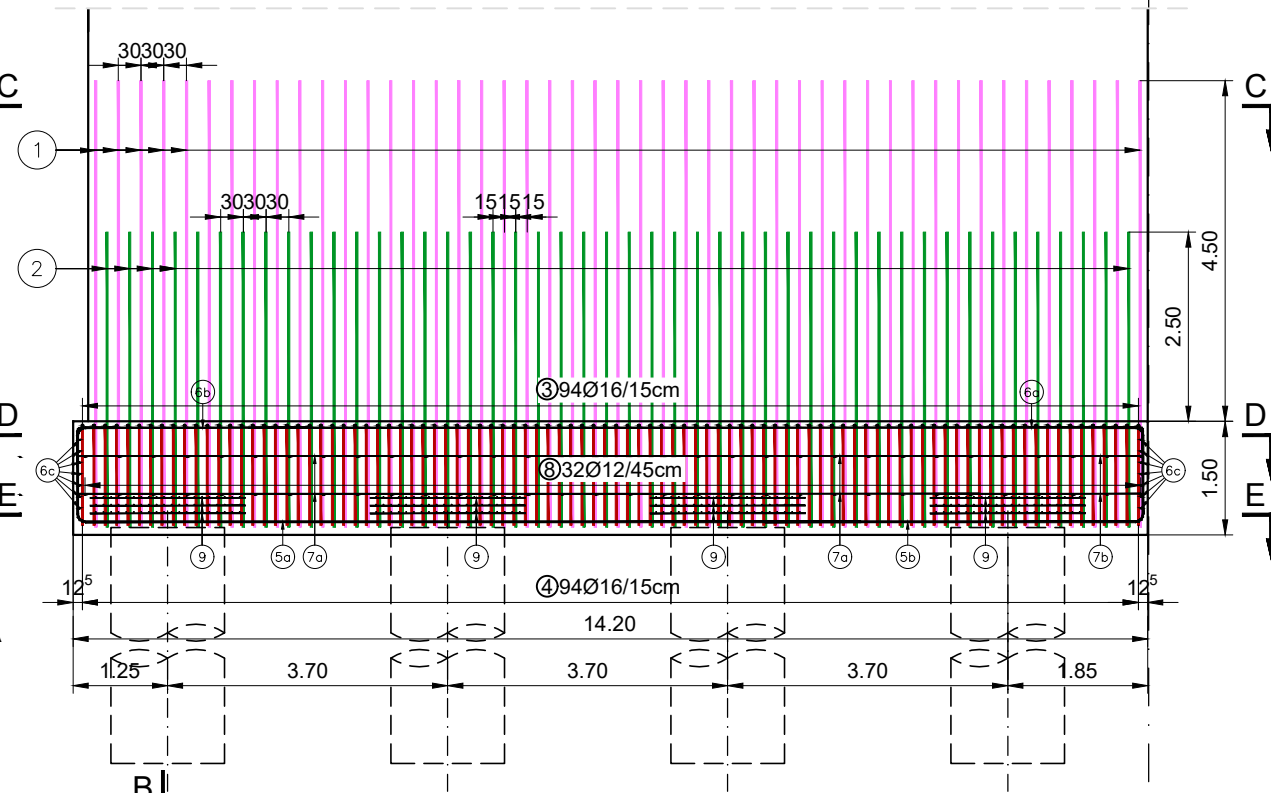 303030
C
C
1
303030
151515
4.50
2
2.50
6b
③94Ø16/15cm
6a
D
D
6c
⑧32Ø12/45cm
6c
1.50
E
E
9
5a
7a
9
9
7a
5b
9
7b
12⁵
④94Ø16/15cm
12⁵
14.20
1.25
3.70
3.70
3.70
1.85
B